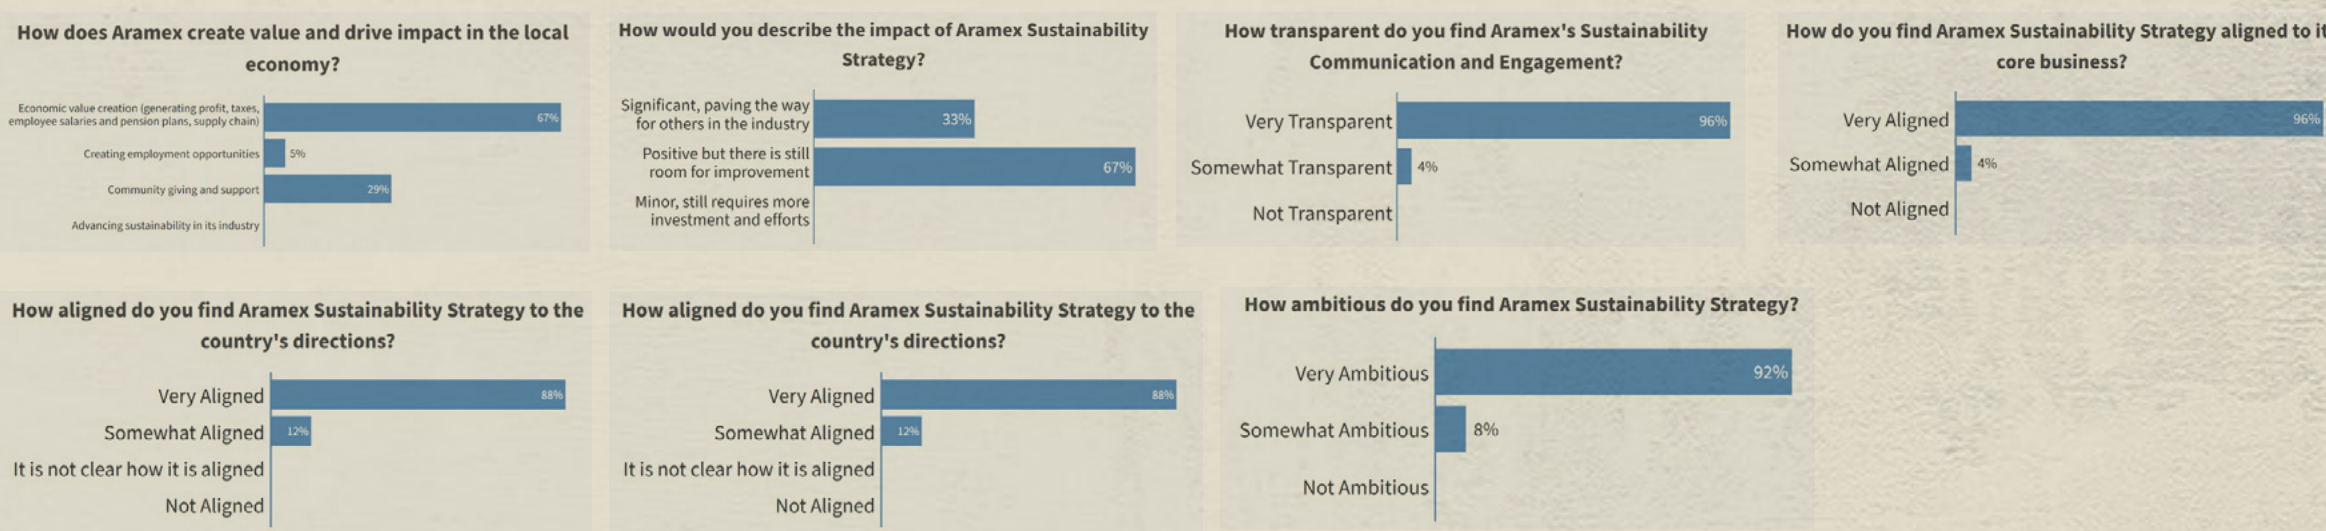 How does Aramex create value and drive impact in the local
economy?
Economic value creation (generating profit, taxes,
employee salaries and pension plans, supply chain)
67%
Creating employment opportunities
5%
Community giving and support
29%
Advancing sustainability in its industry
How would you describe the impact of Aramex Sustainability
Strategy?
Significant, paving the way
for others in the industry
33%
Positive but there is still
room for improvement
67%
Minor, still requires more
investment and efforts
How transparent do you find Aramex's Sustainability
Communication and Engagement?
Very Transparent
96%
Somewhat Transparent
4%
Not Transparent
How do you find Aramex Sustainability Strategy aligned to it
core business?
Very Aligned
96%
Somewhat Aligned
4%
Not Aligned
How aligned do you find Aramex Sustainability Strategy to the
country's directions?
Very Aligned
88%
Somewhat Aligned
12%
It is not clear how it is aligned
Not Aligned
How aligned do you find Aramex Sustainability Strategy to the
country's directions?
Very Aligned
88%
Somewhat Aligned
12%
It is not clear how it is aligned
Not Aligned
How ambitious do you find Aramex Sustainability Strategy?
Very Ambitious
92%
Somewhat Ambitious
8%
Not Ambitious